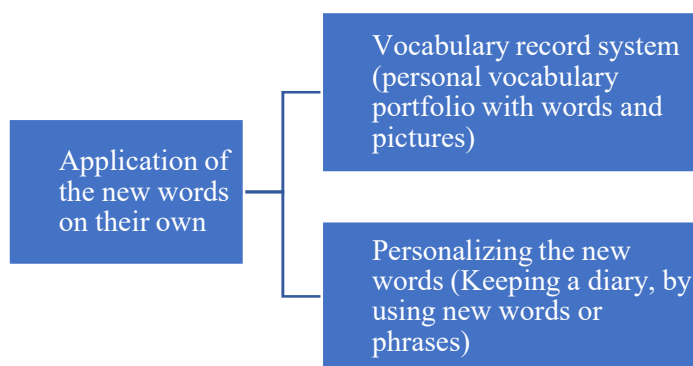 Application of
the new words
on their own
Vocabulary record system
(personal vocabulary
portfolio with words and
pictures)
Personalizing the new
words (Keeping a diary, by
using new words or
phrases)